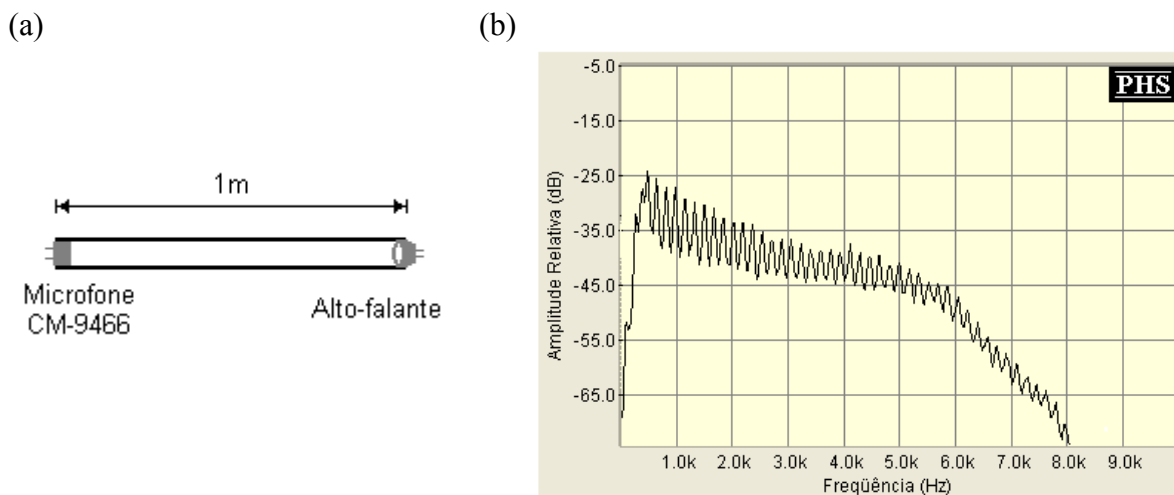 (a)
(b)
1m
Microfone
CM-9466
Alto-falante
PHS
Amplitude Relativa (dB)
-5.0
-15.0
-25.0
-35.0
-45.0
-55.0
-65.0
1.0k 2.0k 3.0k 4.0k 5.0k 6.0k 7.0k 8.0k 9.0k
Freqüência (Hz)